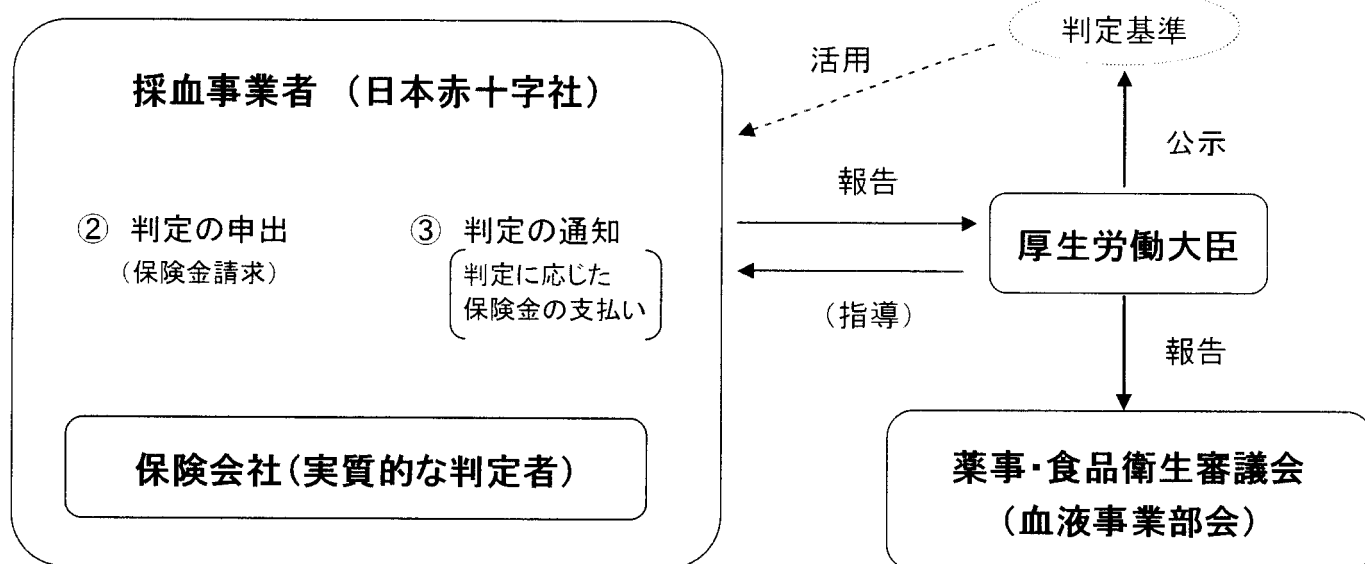 採血事業者 （日本赤十字社）
② 判定の申出
（保険金請求）
③ 判定の通知
判定に応じた
保険金の支払い
保険会社（実質的な判定者）
活用
判定基準
公示
報告
厚生労働大臣
（指導）
報告
薬事・食品衛生審議会
（血液事業部会）